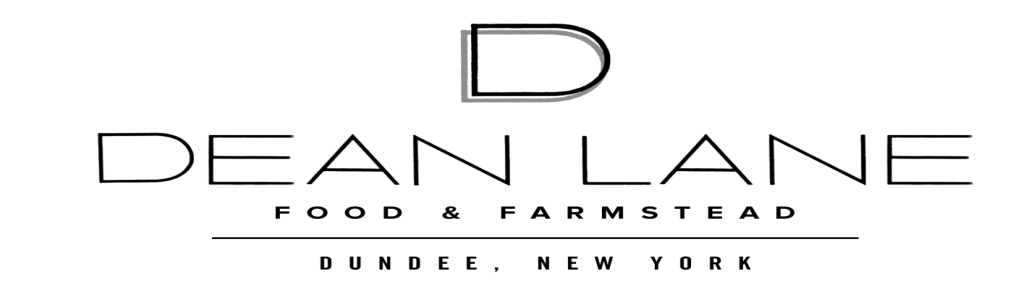 D
DEAN LANE
FOOD & FARMSTEAD
DUNDEE, NEW YORK